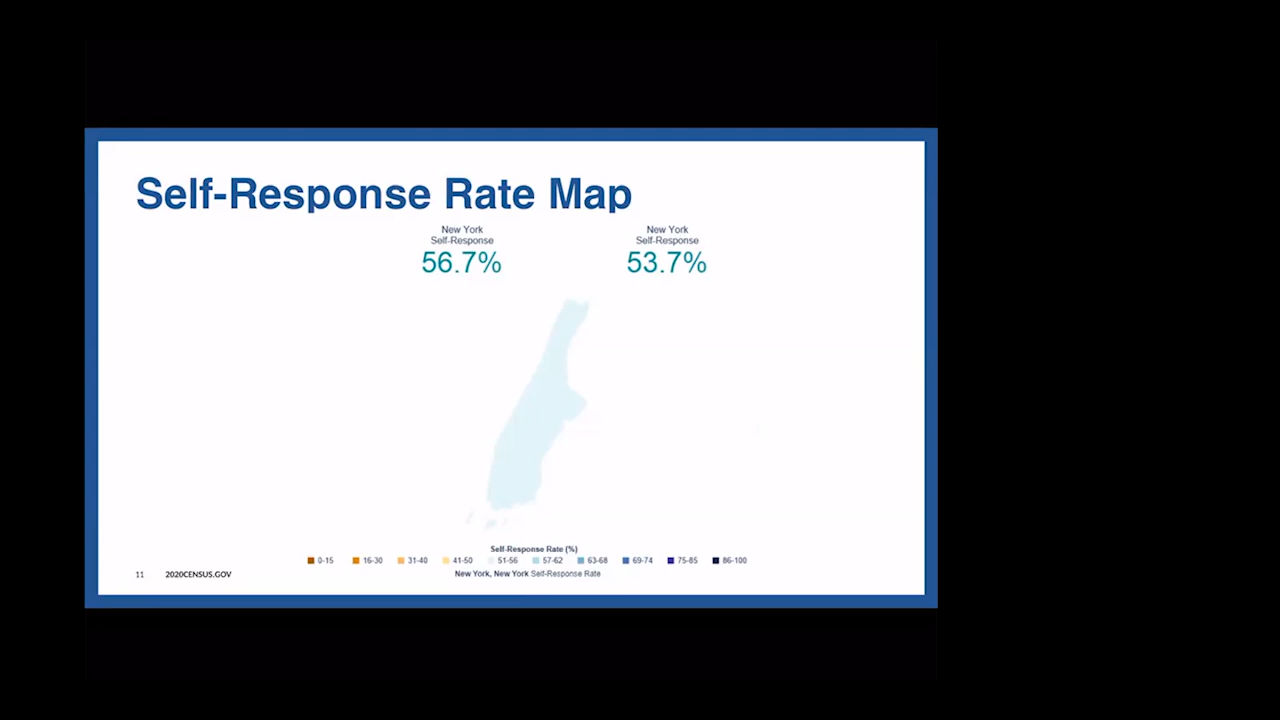 Self-Response Rate Map
New York
Self-Response
56.7%
New York
Self-Response
53.7%
Self-Response Rate (%)
0-15 16-30 31-40 41-50 51-56 57-62 63-68 69-74 75-85 86-100
New York, New York Self-Response Rate
11 2020CENSUS.GOV